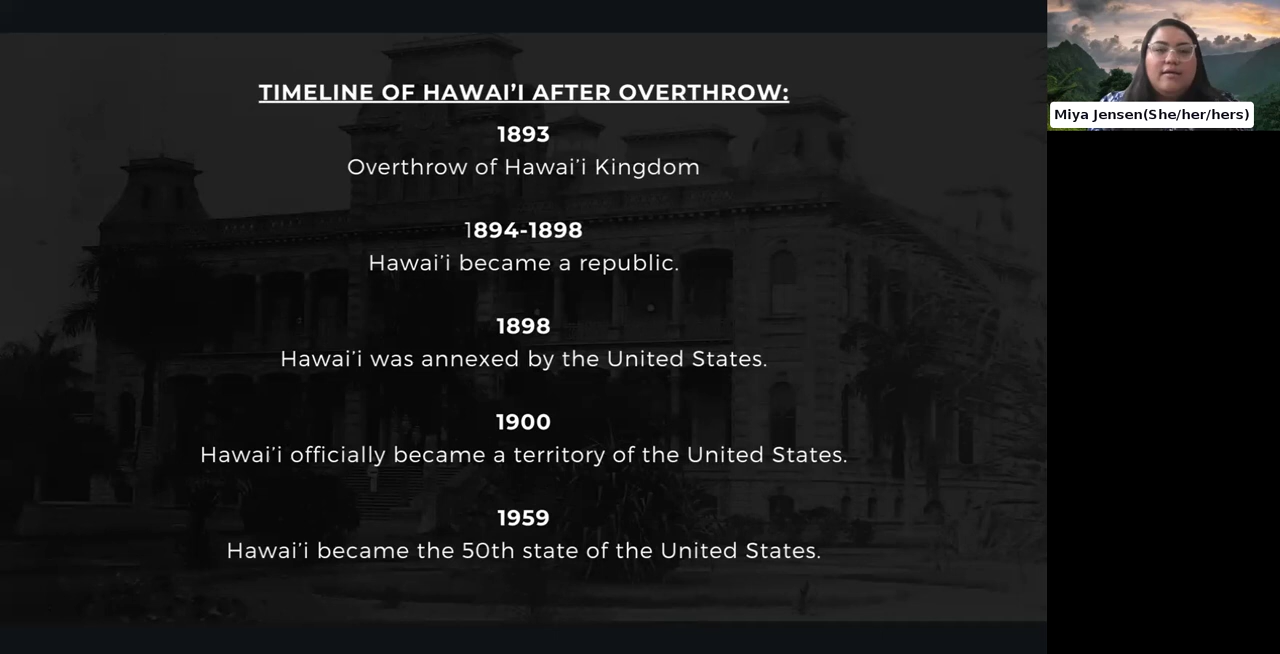 TIMELINE OF HAWAI’I AFTER OVERTHROW:
1893
Overthrow of Hawai’i Kingdom
1894-1898
Hawai’i became a republic.
1898
Hawai’i was annexed by the United States.
1900
Hawai’i officially became a territory of the United States.
1959
Hawai’i became the 50th state of the United States.
Miya Jensen(She/her/hers)